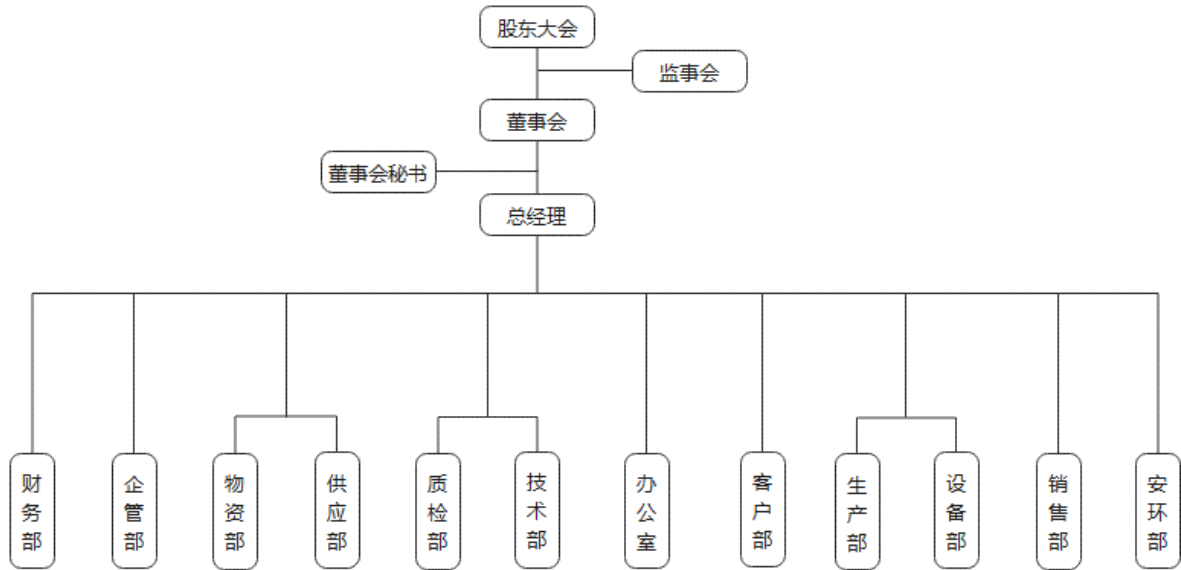 股东大会
监事会
董事会
董事会秘书
总经理
财务部
企管部
物资部
供应部
质检部
技术部
办公室
客户部
生产部
设备部
销售部
安环部